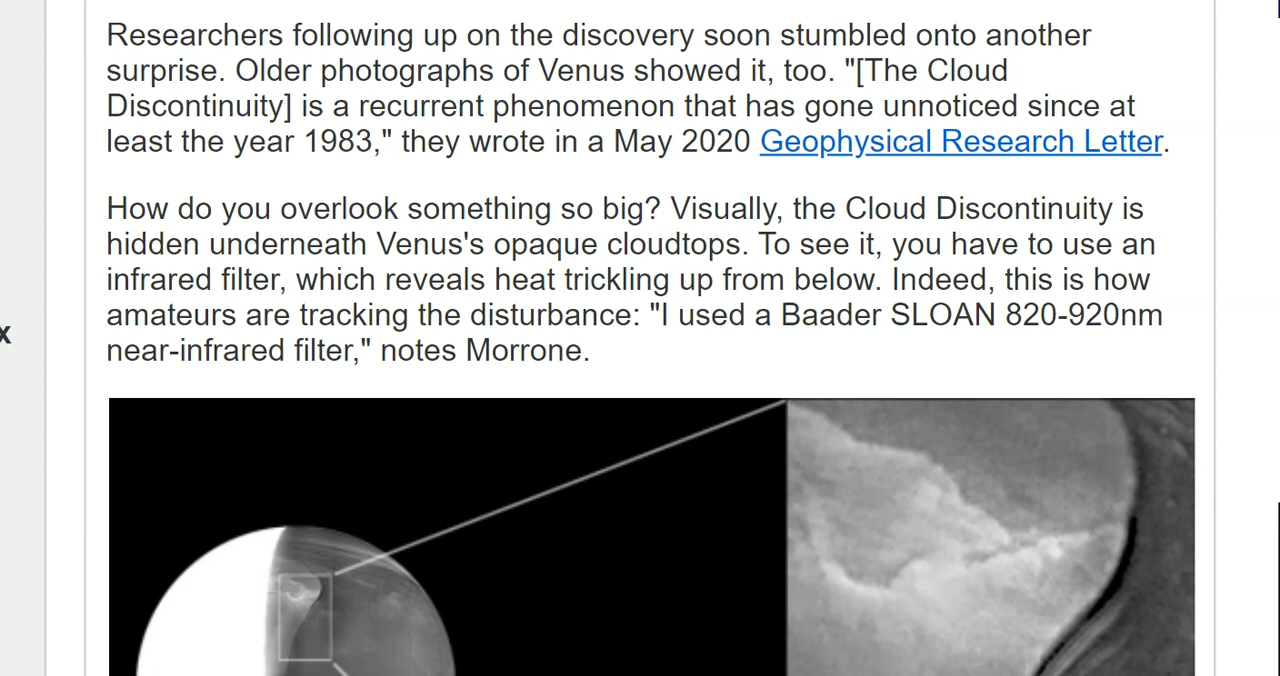 Researchers following up on the discovery soon stumbled onto another
surprise. Older photographs of Venus showed it, too. "[The Cloud
Discontinuity] is a recurrent phenomenon that has gone unnoticed since at
least the year 1983," they wrote in a May 2020 Geophysical Research Letter.
How do you overlook something so big? Visually, the Cloud Discontinuity is
hidden underneath Venus's opaque cloudtops. To see it, you have to use an
infrared filter, which reveals heat trickling up from below. Indeed, this is how
amateurs are tracking the disturbance: "I used a Baader SLOAN 820-920nm
x
near-infrared filter," notes Morrone.